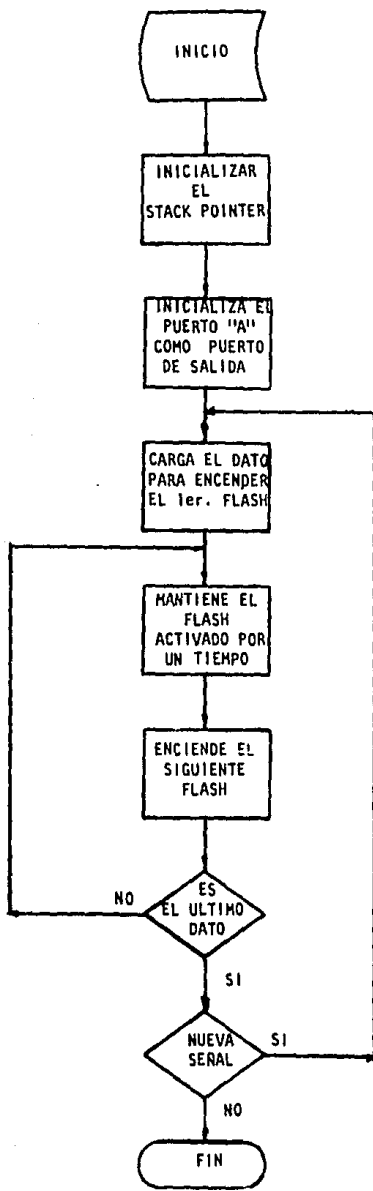 INICIO
INICIALIZAR
EL
STACK POINTER
INICIALIZA EL
PUERTO "A"
COMO PUERTO
DE SALIDA
CARGA EL DATO
PARA ENCENDER
EL 1er. FLASH
MANTIENE EL
FLASH
ACTIVADO POR
UN TIEMPO
ENCIENDE EL
SIGUIENTE
FLASH
ES
EL ULTIMO
DATO
NO
SI
NUEVA
SEÑAL
SI
NO
FIN